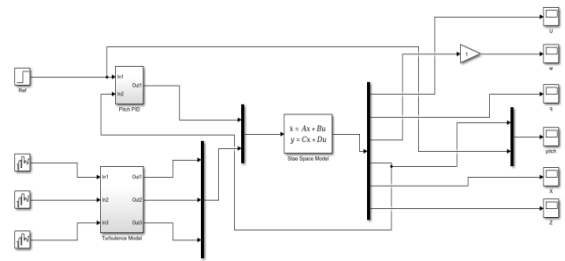 U
1
w
In1
Out1
In2
Ref
Pitch PID
q
ẋ = Ax + Bu
y = Cx + Du
Stae Space Model
pitch
In1
Out1
In2
Out2
In3
Out3
Turbulence Model
X
Z